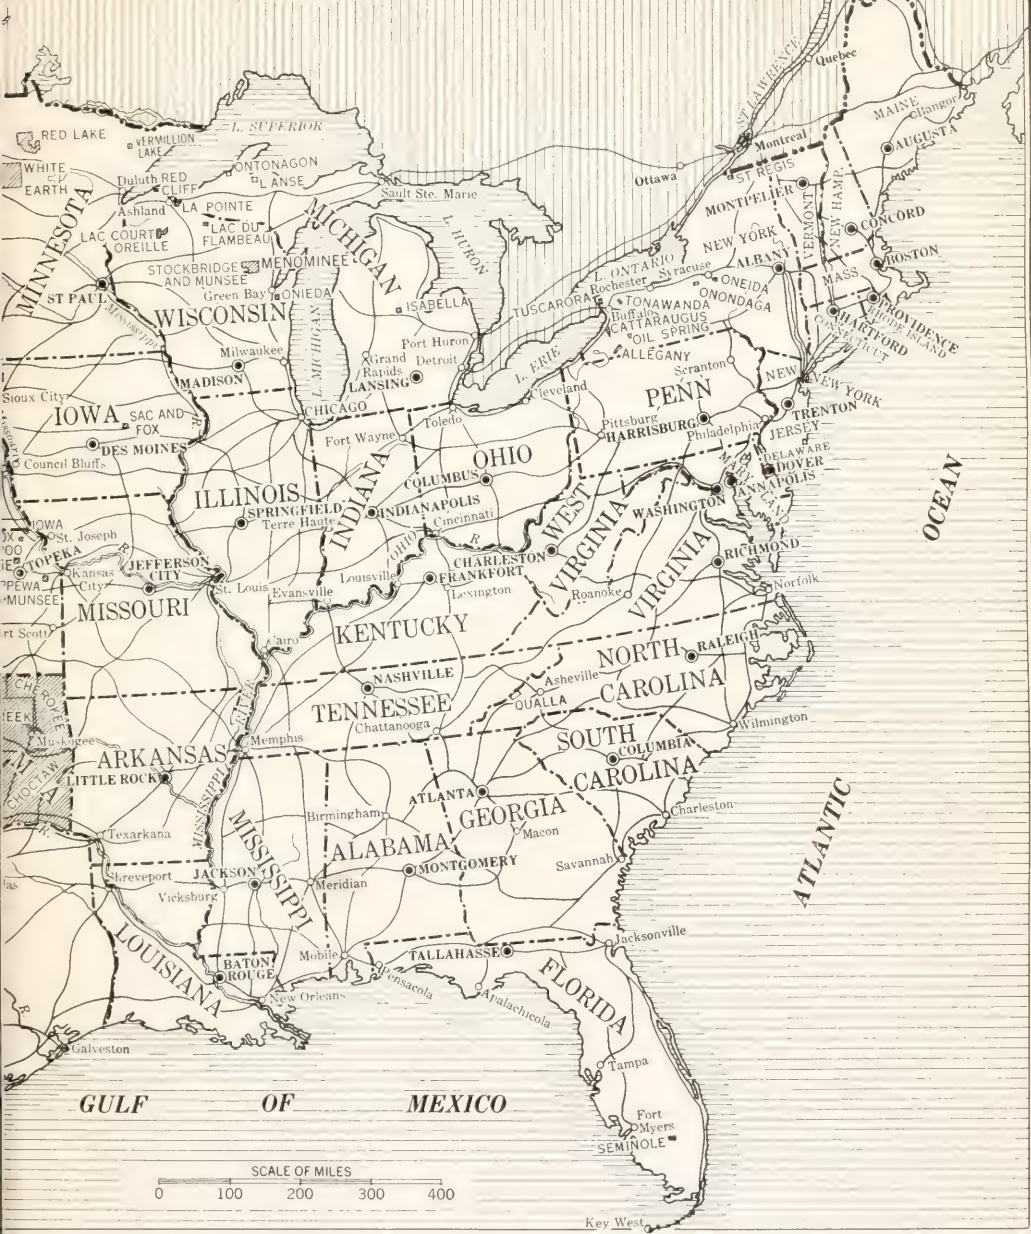 Quebec
ST LAWRENCE
MAINE
Bangor
L. SUPERIOR
Montreal
AUGUSTA
RED LAKE
VERMILLION
LAKE
ONTONAGON
Ottawa
ST REGIS
WHITE
EARTH
Duluth
RED
CLIFF
LANSE
Sault Ste. Marie
MONTPELIER
VERMONT
NEW HAMP.
MINNESOTA
Ashland
LA POINTE
MICHIGAN
L. HURON
LAC COURT
OREILLE
LAC DU
FLAMBEAU
CONCORD
NEW YORK
STOCKBRIDGE
AND MUNSEE
MENOMINEE
L. ONTARIO
Syracuse
ALBANY
BOSTON
MASS
ST PAUL
Green Bay
ONIEDA
Rochester
ONEIDA
ONONDAGA
MISSISSIPPI
WISCONSIN
L. MICHIGAN
ISABELLA
TUSCARORA
TONAWANDA
Buffalo
CATTARAUGUS
OIL SPRING
ALLEGANY
PROVIDENCE
RHODE ISLAND
HARTFORD
CONNECTICUT
Milwaukee
Port Huron
Grand
Rapids
Detroit
L. ERIE
Scranton
MADISON
LANSING
NEW
NEW YORK
Sioux City
Cleveland
PENN
IOWA
SAC AND
FOX
CHICAGO
Toledo
Pittsburg
HARRISBURG
TRENTON
Philadelphia
JERSEY
DES MOINES
R.
Fort Wayne
OHIO
DELAWARE
DOVER
Council Bluffs
COLUMBUS
MARYLAND
ANNAPOLIS
OCEAN
ILLINOIS
INDIANA
WASHINGTON
SPRINGFIELD
INDIANAPOLIS
Terre Haute
Cincinnati
WEST
VIRGINIA
IOWA
St. Joseph
R.
OHIO
R
CHARLESTON
VIRGINIA
RICHMOND
TOPEKA
JEFFERSON
CITY
Louisville
FRANKFORT
Kansas
City
St. Louis
Evansville
Lexington
Roanoke
Norfolk
MUNSEE
MISSOURI
KENTUCKY
Cairo
NORTH
RALEIGH
CAROLINA
NASHVILLE
RIVER
TENNESSEE
Asheville
QUALLA
CHEROKEE
Chattanooga
Wilmington
Muskogee
ARKANSAS
Memphis
SOUTH
COLUMBIA
CAROLINA
CHOCTAW
LITTLE ROCK
MISSISSIPPI
ATLANTA
GEORGIA
Charleston
ATLANTIC
Birmingham
Texarkana
R.
MISSISSIPPI
ALABAMA
Macon
Shreveport
JACKSON
MONTGOMERY
Savannah
Vicksburg
Meridian
LOUISIANA
Mobile
TALLAHASSE
Jacksonville
BATON
ROUGE
Pensacola
FLORIDA
New Orleans
Apalachicola
R.
Galveston
Tampa
GULF OF MEXICO
Fort
Myers
SEMINOLE
SCALE OF MILES
0 100 200 300 400
Key West